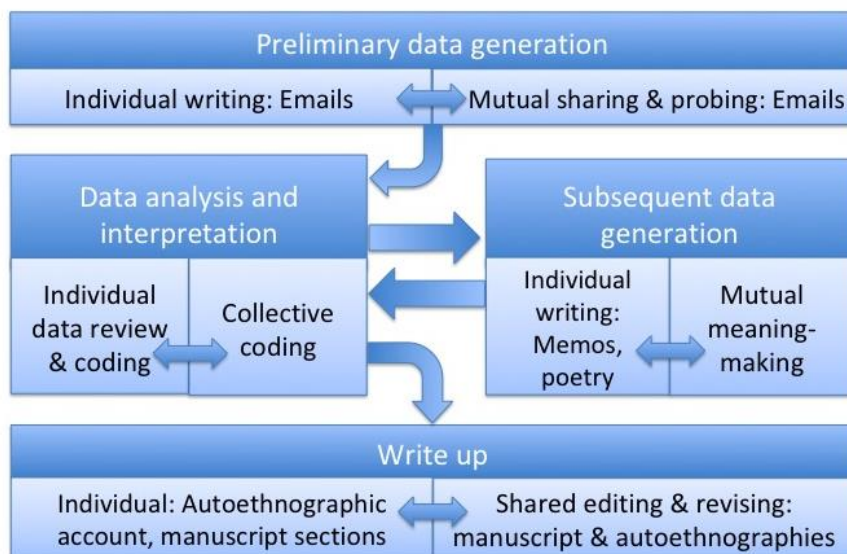 Preliminary data generation
Individual writing: Emails
Mutual sharing & probing: Emails
Data analysis and
interpretation
Individual
data review
& coding
Collective
coding
Subsequent data
generation
Individual
writing:
Memos,
poetry
Mutual
meaning-
making
Write up
Individual: Autoethnographic
account, manuscript sections
Shared editing & revising:
manuscript & autoethnographies